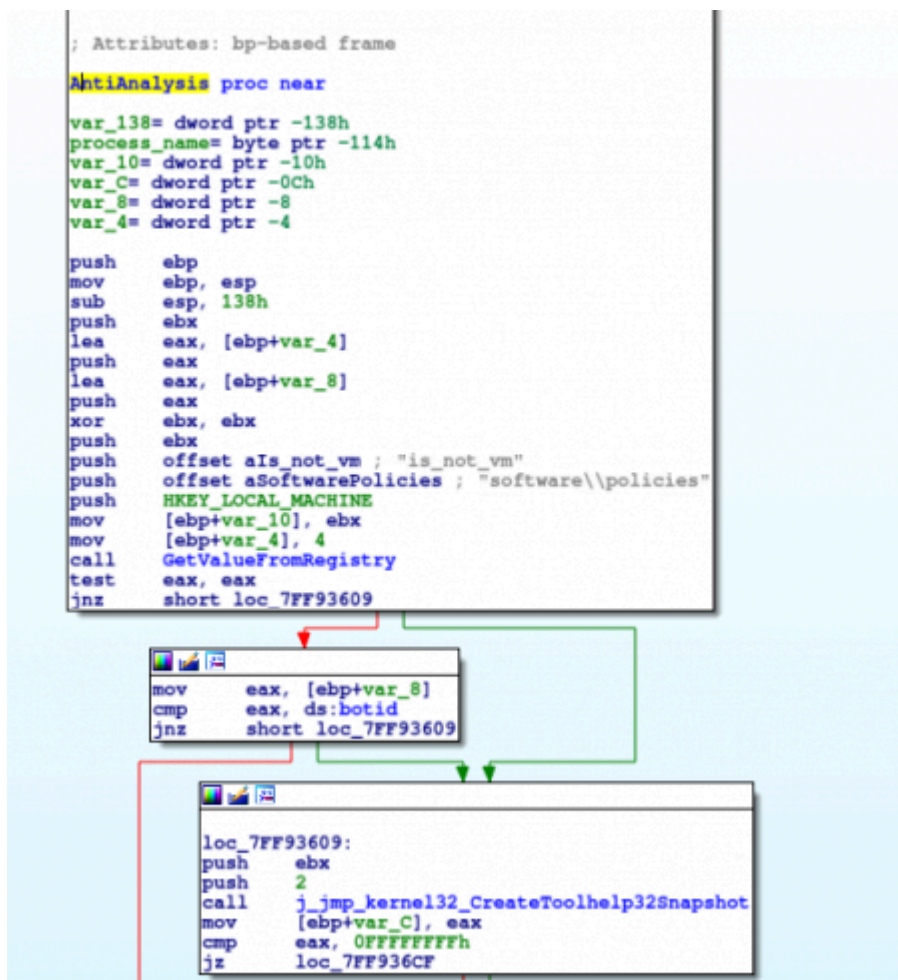 ; Attributes: bp-based frame
AntiAnalysis proc near
var_138= dword ptr -138h
process_name= byte ptr -114h
var_10= dword ptr -10h
var_C= dword ptr -0Ch
var_8= dword ptr -8
var_4= dword ptr -4
push ebp
mov ebp, esp
sub esp, 138h
push ebx
lea eax, [ebp+var_4]
push eax
lea eax, [ebp+var_8]
push eax
xor ebx, ebx
push ebx
push offset aIs_not_vm ; "is_not_vm"
push offset aSoftwarePolicies ; "software\\policies"
push HKEY_LOCAL_MACHINE
mov [ebp+var_10], ebx
mov [ebp+var_4], 4
call GetValueFromRegistry
test eax, eax
jnz short loc_7FF93609
mov eax, [ebp+var_8]
cmp eax, ds:botid
jnz short loc_7FF93609
loc_7FF93609:
push ebx
push 2
call j_jmp_kernel32_CreateToolhelp32Snapshot
mov [ebp+var_C], eax
cmp eax, 0FFFFFFFFh
jz loc_7FF936CF